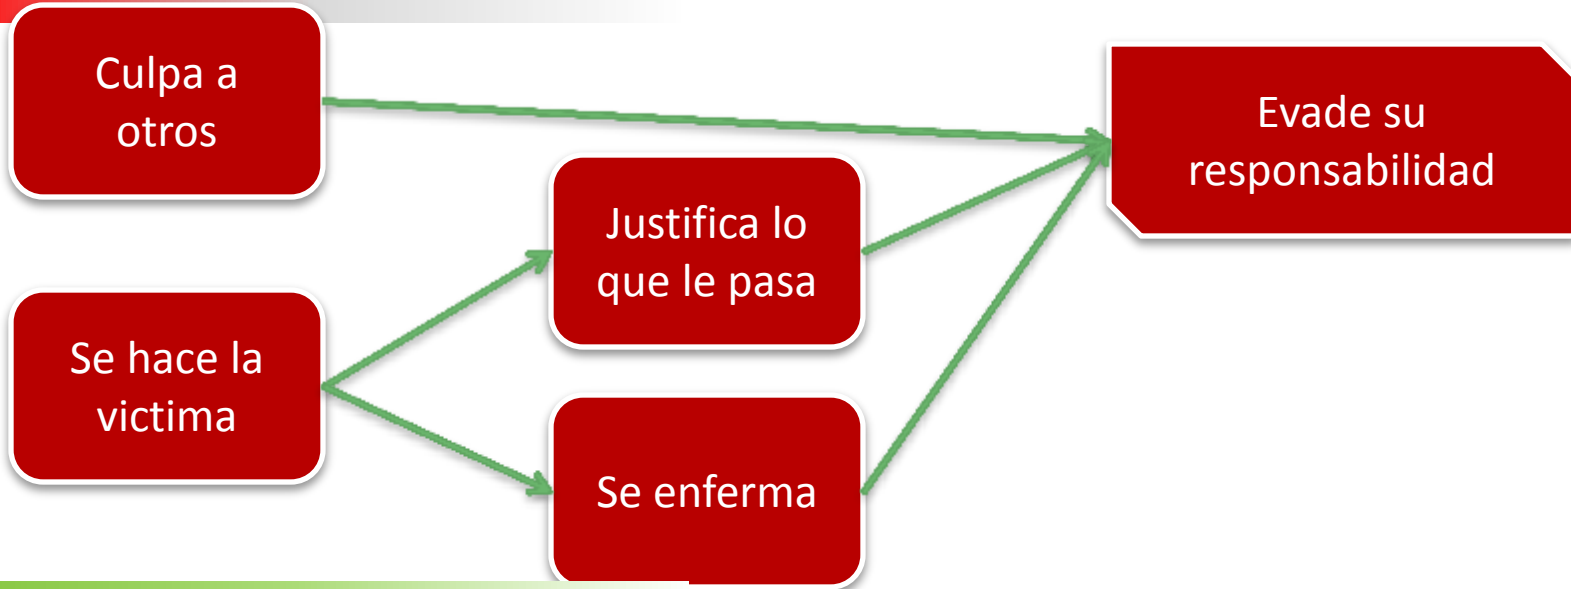 Culpa a
otros
Evade su
responsabilidad
Justifica lo
que le pasa
Se hace la
victima
Se enferma